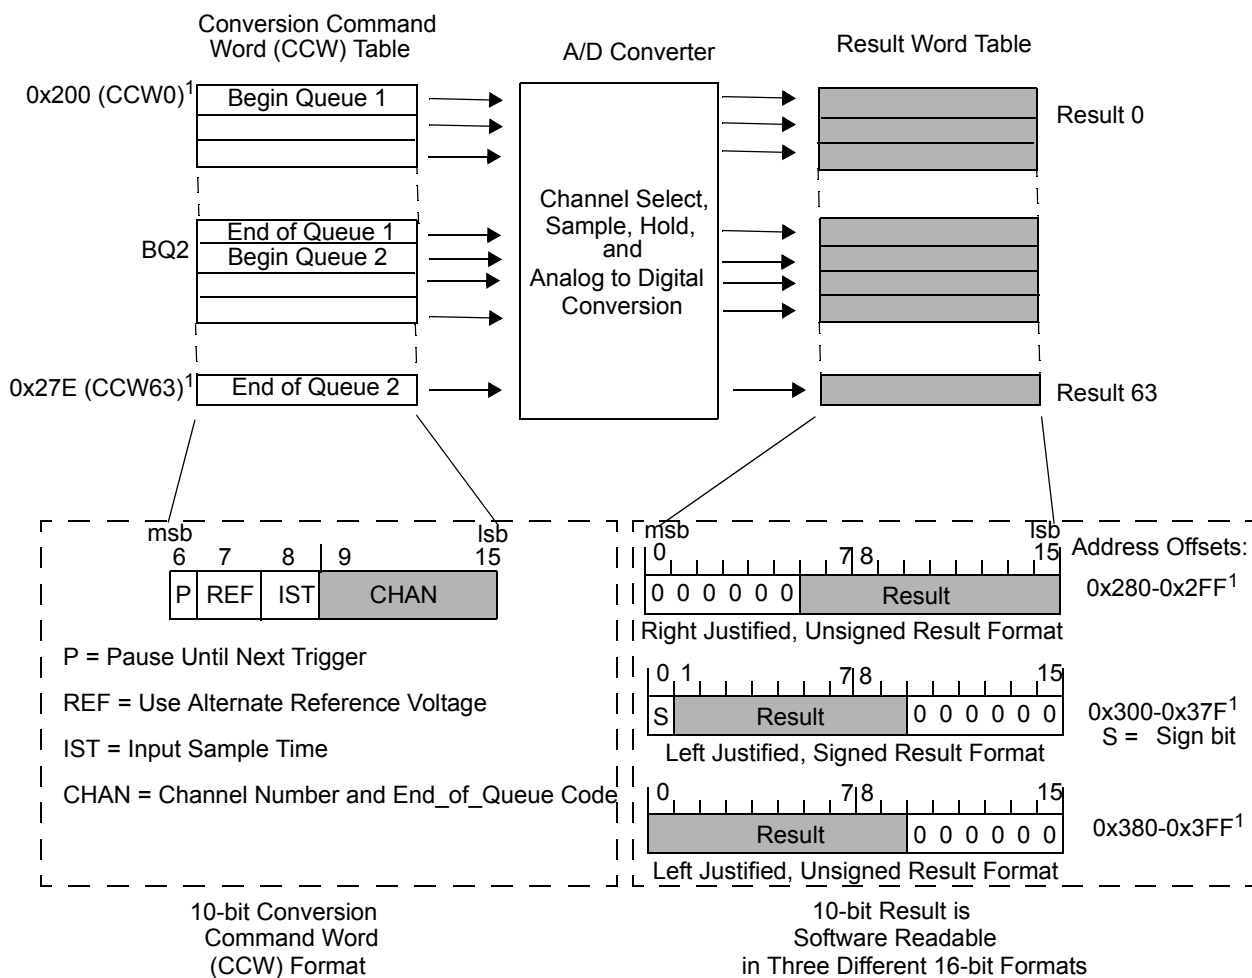 Conversion Command
Word (CCW) Table
A/D Converter
Result Word Table
0x200 (CCW0)1
Begin Queue 1
Result 0
Channel Select,
Sample, Hold,
and
Analog to Digital
Conversion
End of Queue 1
BQ2
Begin Queue 2
0x27E (CCW63)1
End of Queue 2
Result 63
msb
lsb
6 7 8 9 15
P REF IST CHAN
P = Pause Until Next Trigger
REF = Use Alternate Reference Voltage
IST = Input Sample Time
CHAN = Channel Number and End_of_Queue Code
10-bit Conversion
Command Word
(CCW) Format
msb
lsb
0 7 8 15
Address Offsets:
0 0 0 0 0 0 Result
0x280-0x2FF1
Right Justified, Unsigned Result Format
0 1 7 8 15
S Result 0 0 0 0 0 0
0x300-0x37F1
S = Sign bit
Left Justified, Signed Result Format
0 7 8 15
Result 0 0 0 0 0 0
0x380-0x3FF1
Left Justified, Unsigned Result Format
10-bit Result is
Software Readable
in Three Different 16-bit Formats